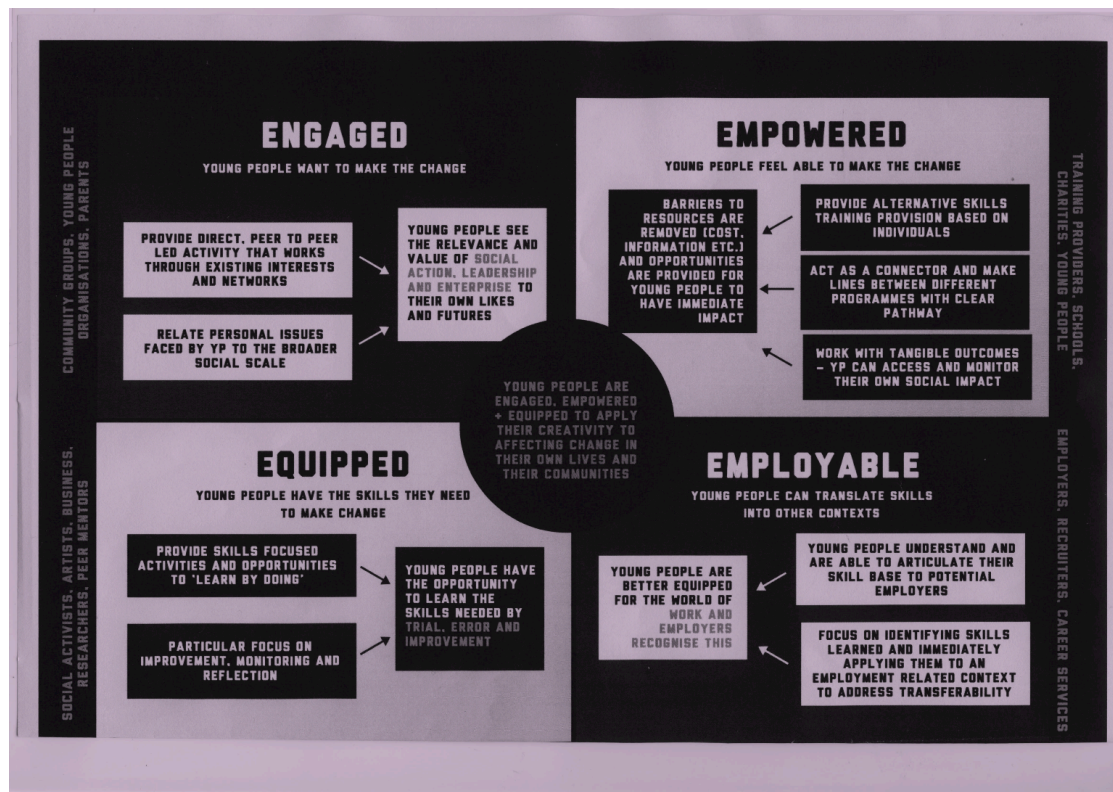 ENGAGED
YOUNG PEOPLE WANT TO MAKE THE CHANGE
COMMUNITY GROUPS, YOUNG PEOPLE
ORGANISATIONS, PARENTS
PROVIDE DIRECT, PEER TO PEER
LED ACTIVITY THAT WORKS
THROUGH EXISTING INTERESTS
AND NETWORKS
RELATE PERSONAL ISSUES
FACED BY YP TO THE BROADER
SOCIAL SCALE
YOUNG PEOPLE SEE
THE RELEVANCE AND
VALUE OF SOCIAL
ACTION, LEADERSHIP
AND ENTERPRISE TO
THEIR OWN LIKES
AND FUTURES
EMPOWERED
YOUNG PEOPLE FEEL ABLE TO MAKE THE CHANGE
BARRIERS TO
RESOURCES ARE
REMOVED (COST,
INFORMATION ETC.)
AND OPPORTUNITIES
ARE PROVIDED FOR
YOUNG PEOPLE TO
HAVE IMMEDIATE
IMPACT
PROVIDE ALTERNATIVE SKILLS
TRAINING PROVISION BASED ON
INDIVIDUALS
ACT AS A CONNECTOR AND MAKE
LINES BETWEEN DIFFERENT
PROGRAMMES WITH CLEAR
PATHWAY
WORK WITH TANGIBLE OUTCOMES
– YP CAN ACCESS AND MONITOR
THEIR OWN SOCIAL IMPACT
TRAINING PROVIDERS, SCHOOLS,
CHARITIES, YOUNG PEOPLE
YOUNG PEOPLE ARE
ENGAGED, EMPOWERED
+ EQUIPPED TO APPLY
THEIR CREATIVITY TO
AFFECTING CHANGE IN
THEIR OWN LIVES AND
THEIR COMMUNITIES
EQUIPPED
YOUNG PEOPLE HAVE THE SKILLS THEY NEED
TO MAKE CHANGE
SOCIAL ACTIVISTS, ARTISTS, BUSINESS,
RESEARCHERS, PEER MENTORS
PROVIDE SKILLS FOCUSED
ACTIVITIES AND OPPORTUNITIES
TO 'LEARN BY DOING'
PARTICULAR FOCUS ON
IMPROVEMENT, MONITORING AND
REFLECTION
YOUNG PEOPLE HAVE
THE OPPORTUNITY
TO LEARN THE
SKILLS NEEDED BY
TRIAL, ERROR AND
IMPROVEMENT
EMPLOYABLE
YOUNG PEOPLE CAN TRANSLATE SKILLS
INTO OTHER CONTEXTS
YOUNG PEOPLE ARE
BETTER EQUIPPED
FOR THE WORLD OF
WORK AND
EMPLOYERS
RECOGNISE THIS
YOUNG PEOPLE UNDERSTAND AND
ARE ABLE TO ARTICULATE THEIR
SKILL BASE TO POTENTIAL
EMPLOYERS
FOCUS ON IDENTIFYING SKILLS
LEARNED AND IMMEDIATELY
APPLYING THEM TO AN
EMPLOYMENT RELATED CONTEXT
TO ADDRESS TRANSFERABILITY
EMPLOYERS, RECRUITERS, CAREER SERVICES